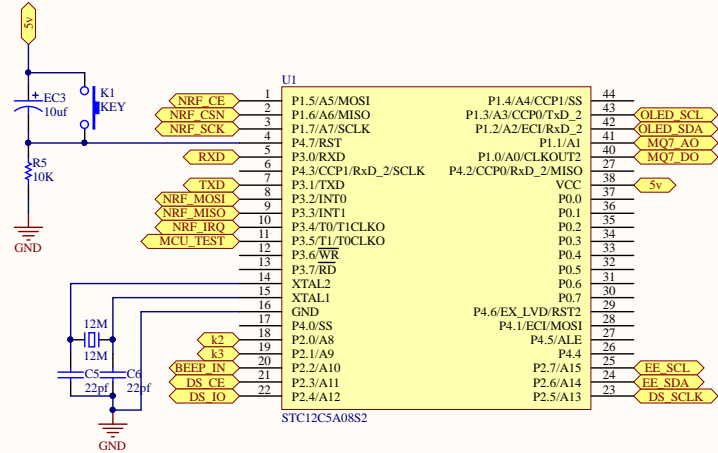 5v
EC3
10uf
K1
KEY
R5
10K
GND
12M
12M
C5
22pf
C6
22pf
GND
U1
NRF_CE 1 P1.5/A5/MOSI P1.4/A4/CCP1/SS 44
NRF_CSN 2 P1.6/A6/MISO P1.3/A3/CCP0/TxD_2 43 OLED_SCL
NRF_SCK 3 P1.7/A7/SCLK P1.2/A2/ECI/RxD_2 42 OLED_SDA
4 P4.7/RST P1.1/A1 41 MQ7_AO
RXD 5 P3.0/RXD P1.0/A0/CLKOUT2 40 MQ7_DO
6 P4.3/CCP1/RxD_2/SCLK P4.2/CCP0/RxD_2/MISO 27
TXD 7 P3.1/TXD VCC 38 5v
NRF_MOSI 8 P3.2/INT0 P0.0 37
NRF_MISO 9 P3.3/INT1 P0.1 36
NRF_IRQ 10 P3.4/T0/T1CLKO P0.2 35
MCU_TEST 11 P3.5/T1/T0CLKO P0.3 34
12 P3.6/WR P0.4 33
13 P3.7/RD P0.5 32
14 XTAL2 P0.6 31
15 XTAL1 P0.7 30
16 GND P4.6/EX_LVD/RST2 29
17 P4.0/SS P4.1/ECI/MOSI 28
k2 18 P2.0/A8 P4.5/ALE 27
k3 19 P2.1/A9 P4.4 26
BEEP_IN 20 P2.2/A10 P2.7/A15 25 EE_SCL
DS_CE 21 P2.3/A11 P2.6/A14 24 EE_SDA
DS_IO 22 P2.4/A12 P2.5/A13 23 DS_SCLK
STC12C5A08S2